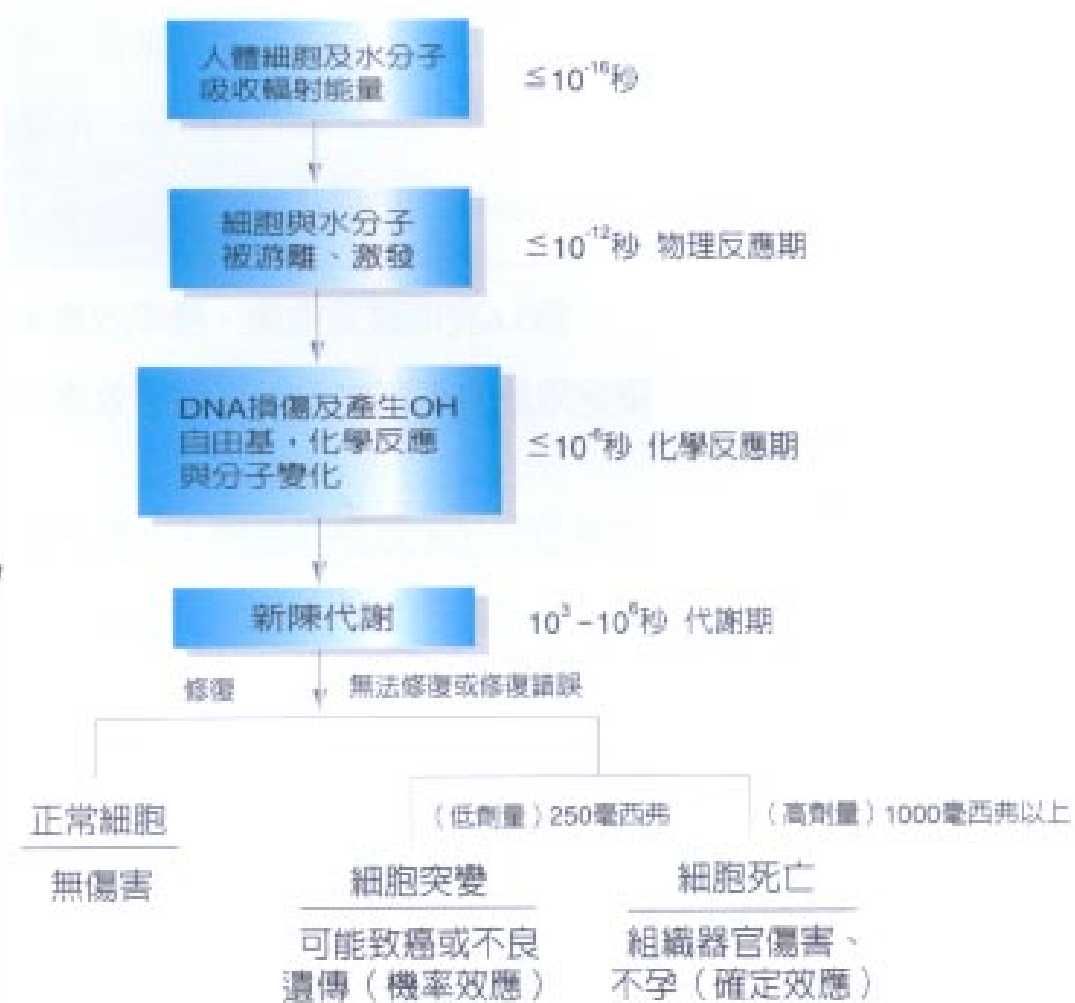 人體細胞及水分子
吸收輻射能量
≦10⁻¹⁶秒
細胞與水分子
被游離、激發
≦10⁻¹²秒 物理反應期
DNA損傷及產生OH
自由基，化學反應
與分子變化
≦10⁻⁶秒 化學反應期
新陳代謝
10³－10⁶秒 代謝期
修復
無法修復或修復錯誤
正常細胞
無傷害
（低劑量）250毫西弗
細胞突變
可能致癌或不良
遺傳（機率效應）
（高劑量）1000毫西弗以上
細胞死亡
組織器官傷害、
不孕（確定效應）